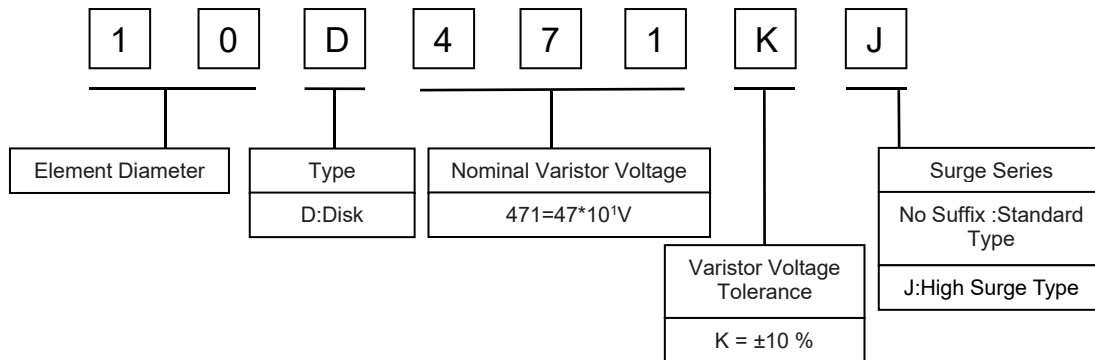 1 0 D 4 7 1 K J
Element Diameter
Type
D:Disk
Nominal Varistor Voltage
471=47*10¹V
Varistor Voltage
Tolerance
K = ±10 %
Surge Series
No Suffix :Standard
Type
J:High Surge Type